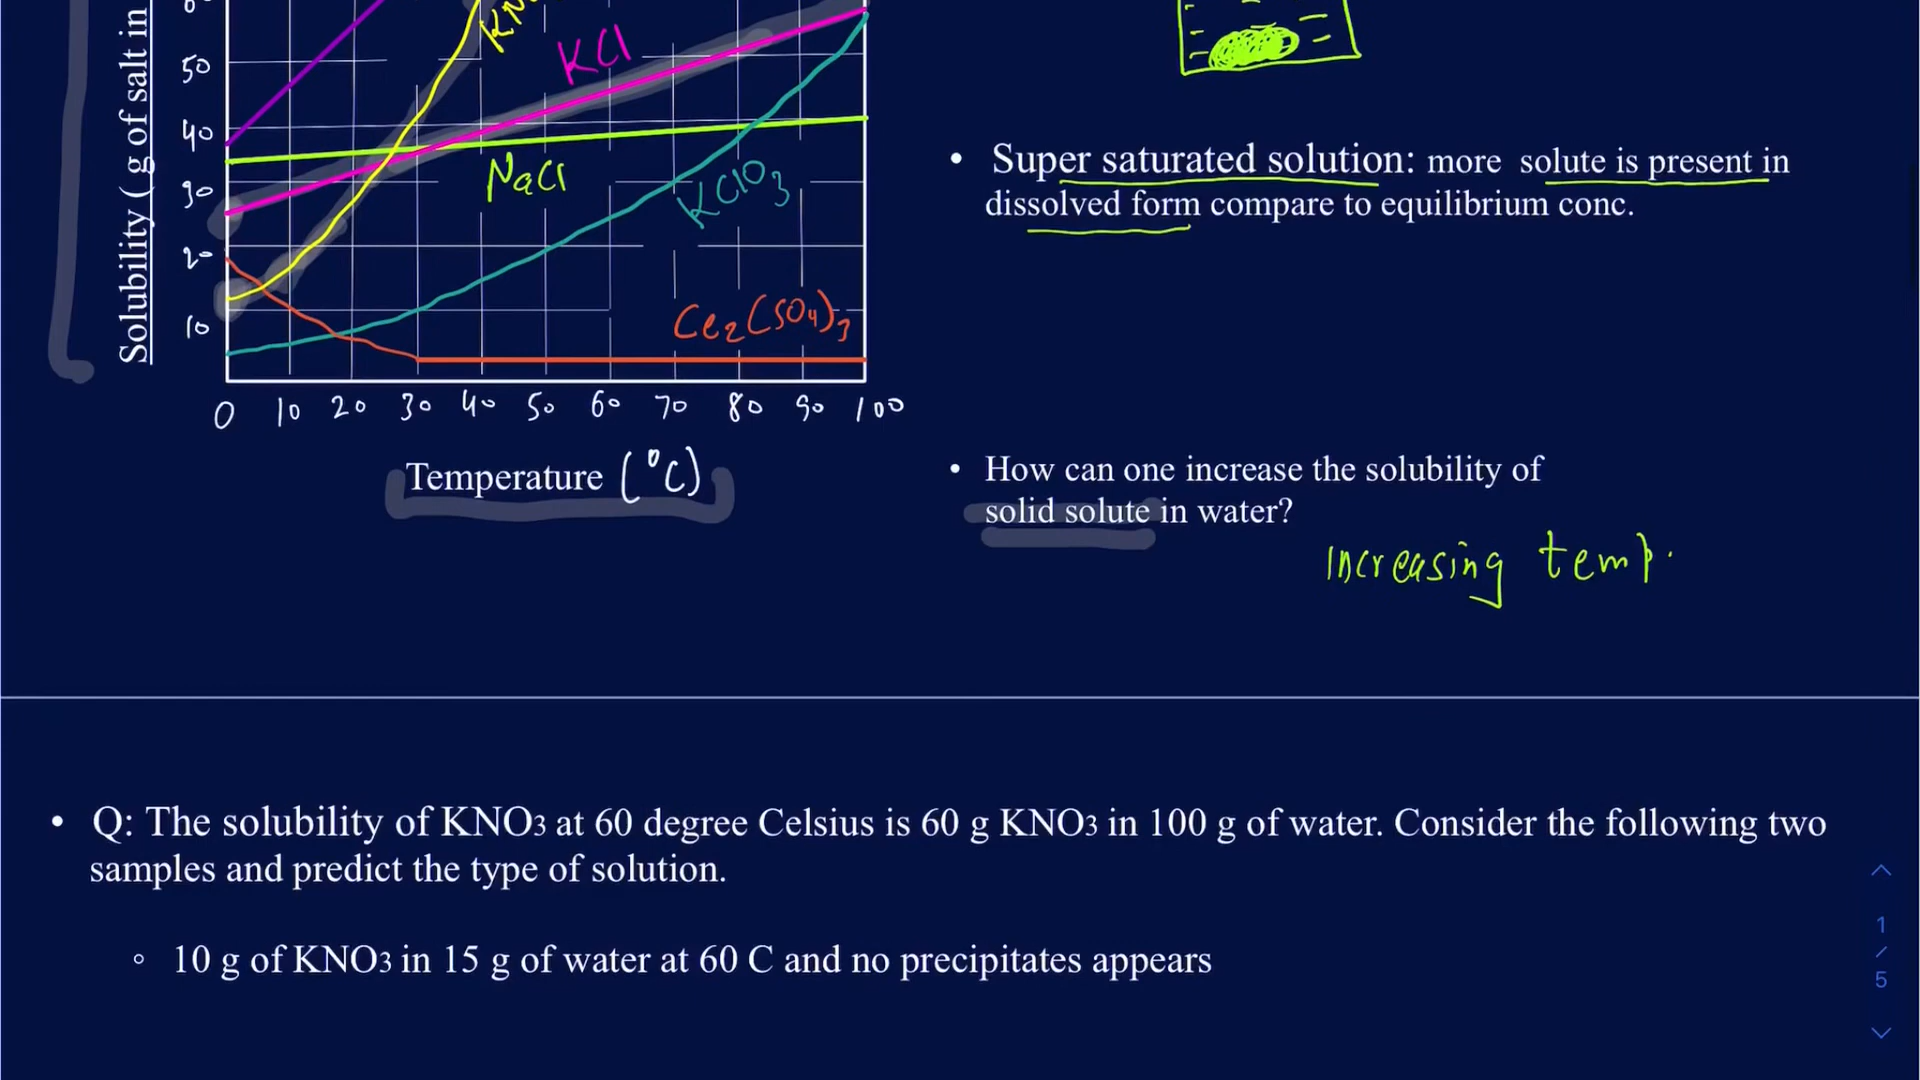 Solubility ( g of salt in
50
40
30
20
10
KN
KCl
NaCl
KClO3
Ce2(SO4)3
0 10 20 30 40 50 60 70 80 90 100
Temperature (°C)
• Super saturated solution: more solute is present in
dissolved form compare to equilibrium conc.
• How can one increase the solubility of
solid solute in water?
Increasing temp.
• Q: The solubility of KNO3 at 60 degree Celsius is 60 g KNO3 in 100 g of water. Consider the following two
samples and predict the type of solution.
◦ 10 g of KNO3 in 15 g of water at 60 C and no precipitates appears
1
/
5